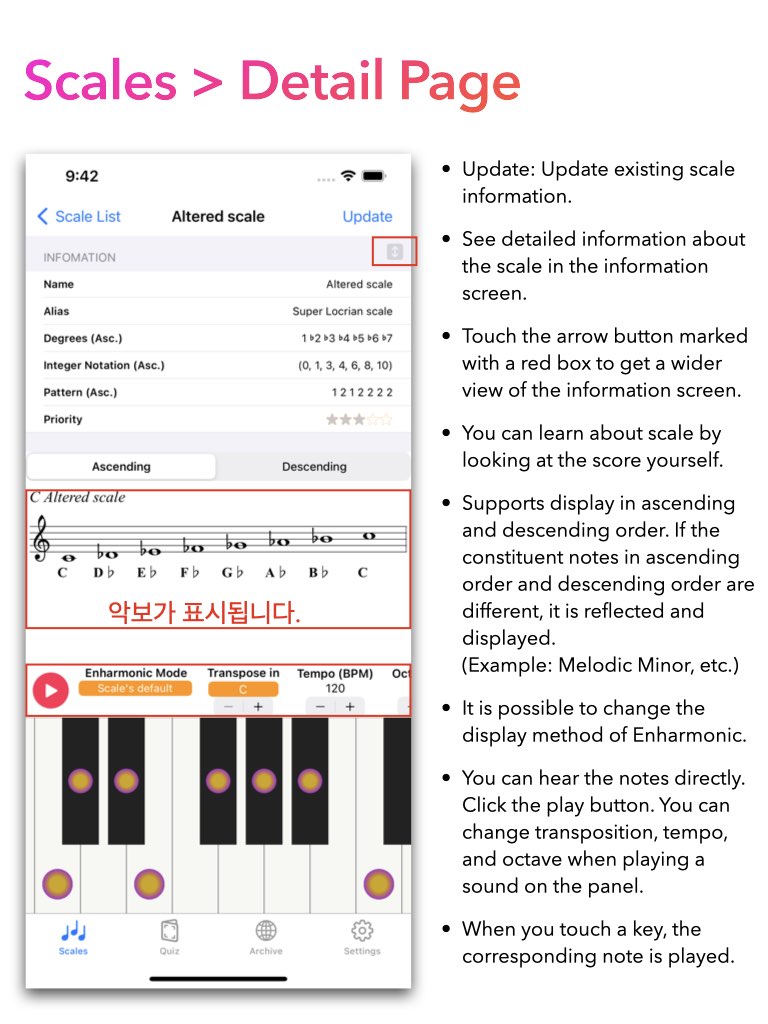 Scales > Detail Page
9:42
Scale List
Altered scale
Update
INFOMATION
Name
Altered scale
Alias
Super Locrian scale
Degrees (Asc.)
1 ♭2 ♭3 ♭4 ♭5 ♭6 ♭7
Integer Notation (Asc.)
(0, 1, 3, 4, 6, 8, 10)
Pattern (Asc.)
1 2 1 2 2 2 2
Priority
Ascending
Descending
C Altered scale
C D♭ E♭ F♭ G♭ A♭ B♭ C
악보가 표시됩니다.
Enharmonic Mode
Scale's default
Transpose in
C
− +
Tempo (BPM)
120
− +
Oct
Scales
Quiz
Archive
Settings
• Update: Update existing scale
information.
• See detailed information about
the scale in the information
screen.
• Touch the arrow button marked
with a red box to get a wider
view of the information screen.
• You can learn about scale by
looking at the score yourself.
• Supports display in ascending
and descending order. If the
constituent notes in ascending
order and descending order are
different, it is reflected and
displayed.
(Example: Melodic Minor, etc.)
• It is possible to change the
display method of Enharmonic.
• You can hear the notes directly.
Click the play button. You can
change transposition, tempo,
and octave when playing a
sound on the panel.
• When you touch a key, the
corresponding note is played.